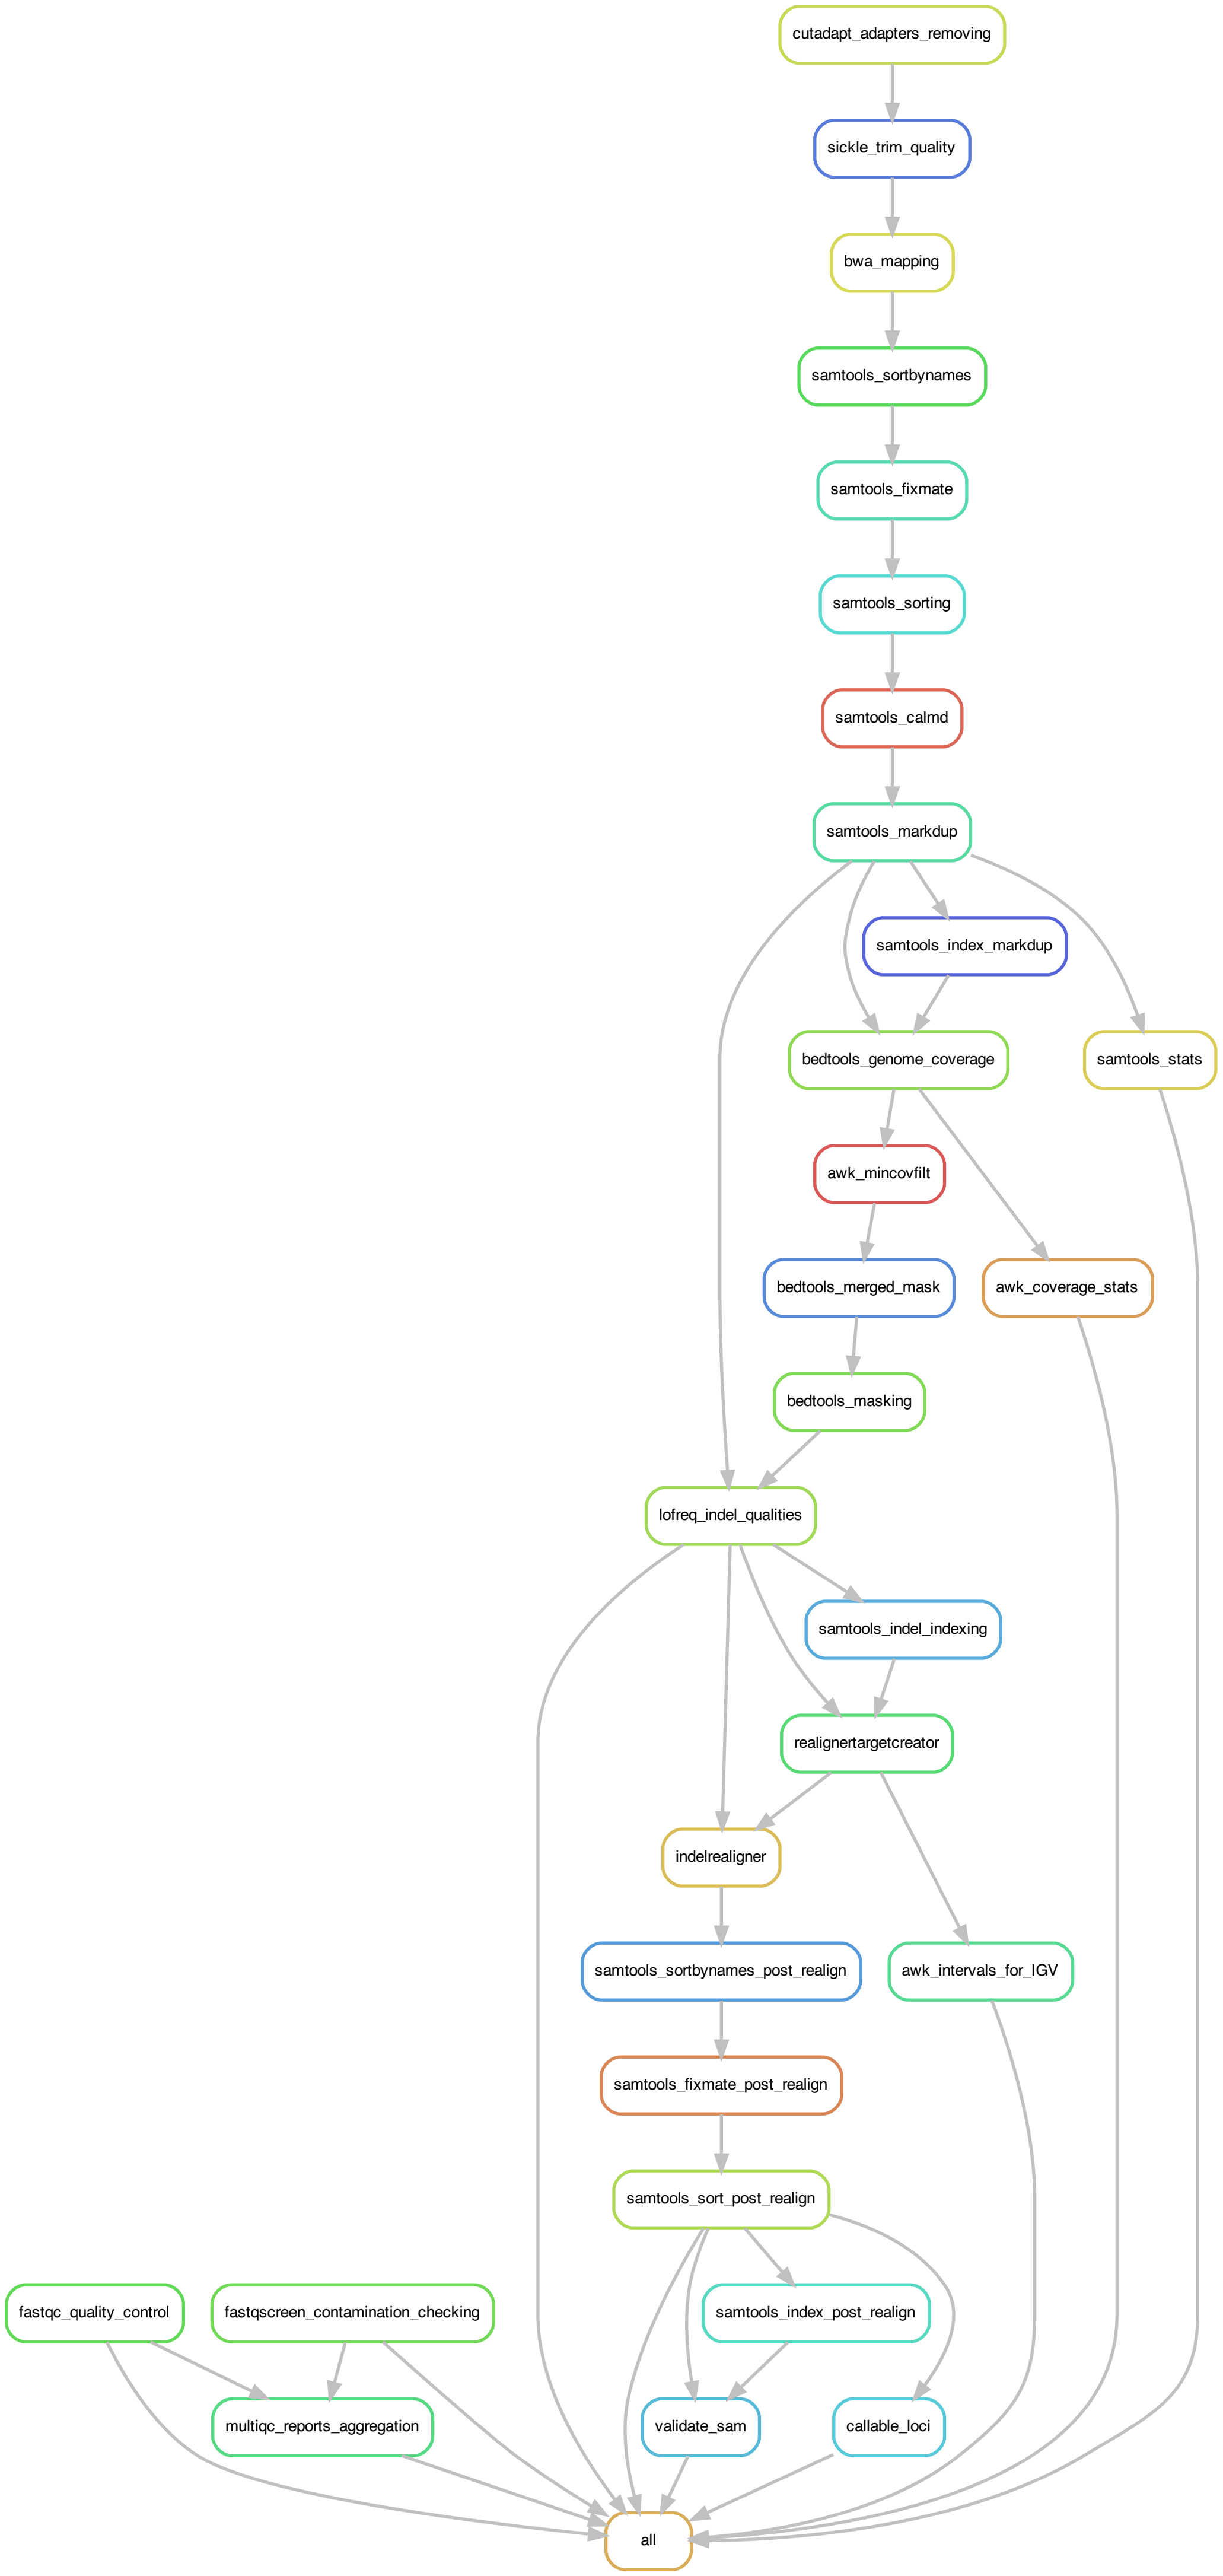 cutadapt_adapters_removing
sickle_trim_quality
bwa_mapping
samtools_sortbynames
samtools_fixmate
samtools_sorting
samtools_calmd
samtools_markdup
samtools_index_markdup
bedtools_genome_coverage
samtools_stats
awk_mincovfilt
bedtools_merged_mask
awk_coverage_stats
bedtools_masking
lofreq_indel_qualities
samtools_indel_indexing
realignertargetcreator
indelrealigner
samtools_sortbynames_post_realign
awk_intervals_for_IGV
samtools_fixmate_post_realign
samtools_sort_post_realign
fastqc_quality_control
fastqscreen_contamination_checking
samtools_index_post_realign
multiqc_reports_aggregation
validate_sam
callable_loci
all